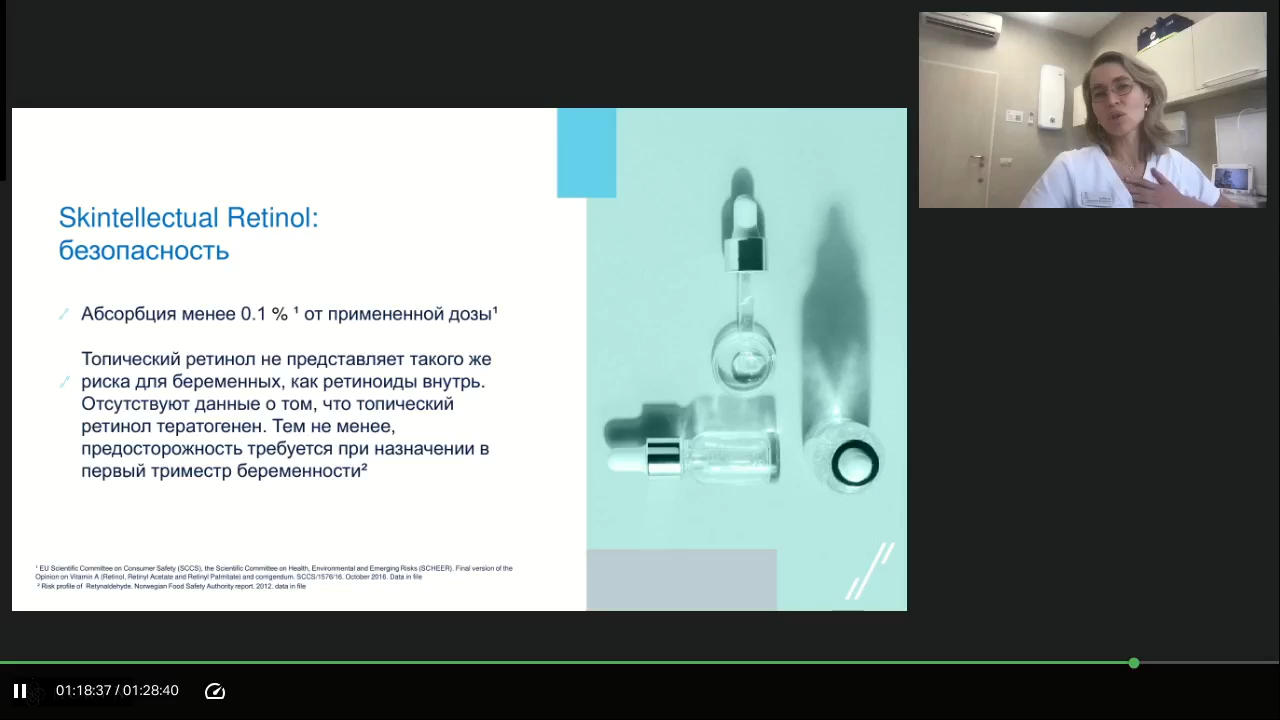 Skintellectual Retinol:
безопасность
Абсорбция менее 0.1 % ¹ от примененной дозы¹
Топический ретинол не представляет такого же
риска для беременных, как ретиноиды внутрь.
Отсутствуют данные о том, что топический
ретинол тератогенен. Тем не менее,
предосторожность требуется при назначении в
первый триместр беременности²
¹ EU Scientific Committee on Consumer Safety (SCCS), the Scientific Committee on Health, Environmental and Emerging Risks (SCHEER). Final version of the
Opinion on Vitamin A (Retinol, Retinyl Acetate and Retinyl Palmitate) and corrigendum. SCCS/1576/16. October 2016. Data in file
² Risk profile of Retynaldehyde. Norwegian Food Safety Authority report. 2012. data in file
01:18:37 / 01:28:40